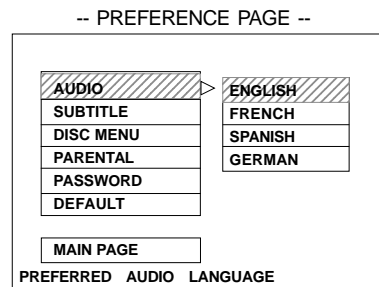 -- PREFERENCE PAGE --
AUDIO
SUBTITLE
DISC MENU
PARENTAL
PASSWORD
DEFAULT
ENGLISH
FRENCH
SPANISH
GERMAN
MAIN PAGE
PREFERRED AUDIO LANGUAGE